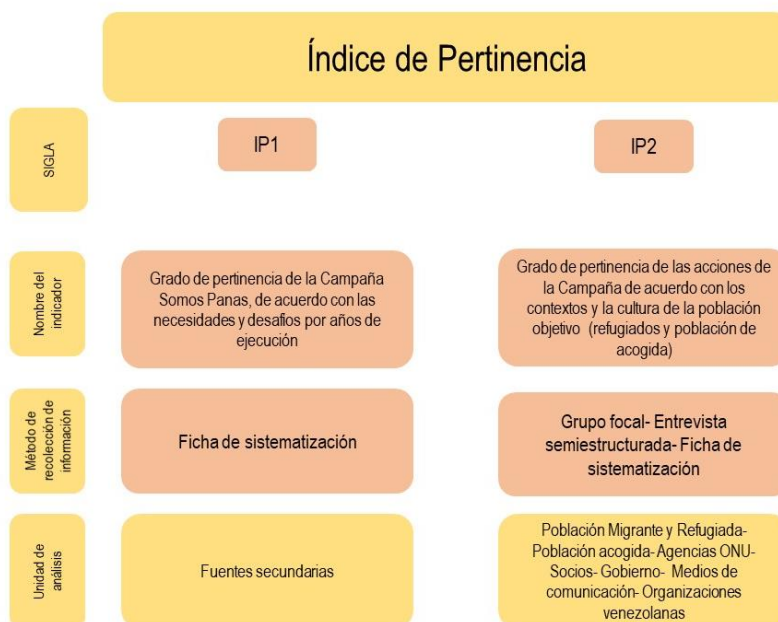 Índice de Pertinencia
SIGLA
IP1
IP2
Nombre del
indicador
Grado de pertinencia de la Campaña
Somos Panas, de acuerdo con las
necesidades y desafíos por años de
ejecución
Grado de pertinencia de las acciones de
la Campaña de acuerdo con los
contextos y la cultura de la población
objetivo (refugiados y población de
acogida)
Método de
recolección de
información
Ficha de sistematización
Grupo focal- Entrevista
semiestructurada- Ficha de
sistematización
Unidad de
análisis
Fuentes secundarias
Población Migrante y Refugiada-
Población acogida- Agencias ONU-
Socios- Gobierno- Medios de
comunicación- Organizaciones
venezolanas